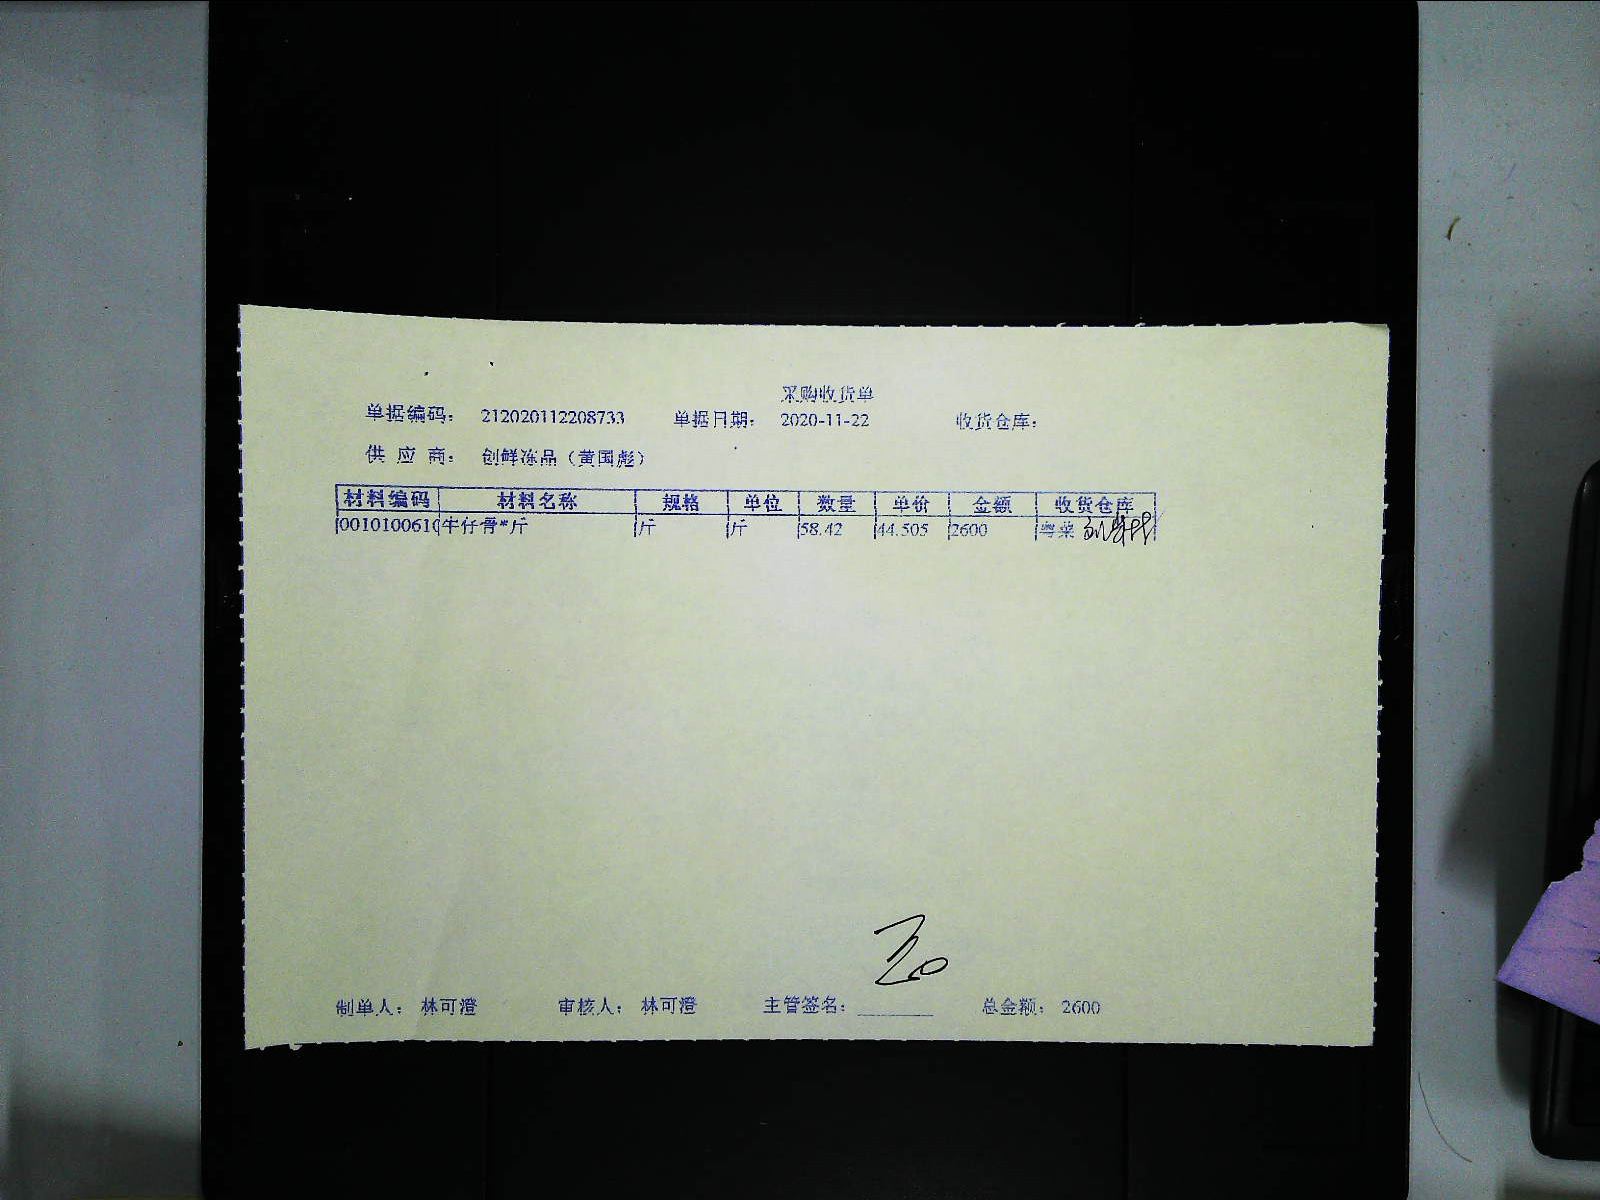 采购收货单
单据编码： 212020112208733 单据日期： 2020-11-22 收货仓库：
供 应 商： 创鲜冻品（黄国彪）
材料编码 材料名称 规格 单位 数量 单价 金额 收货仓库
0010100610 牛仔骨*斤 斤 斤 58.42 44.505 2600 粤菜
制单人： 林可澄 审核人： 林可澄 主管签名： 总金额： 2600